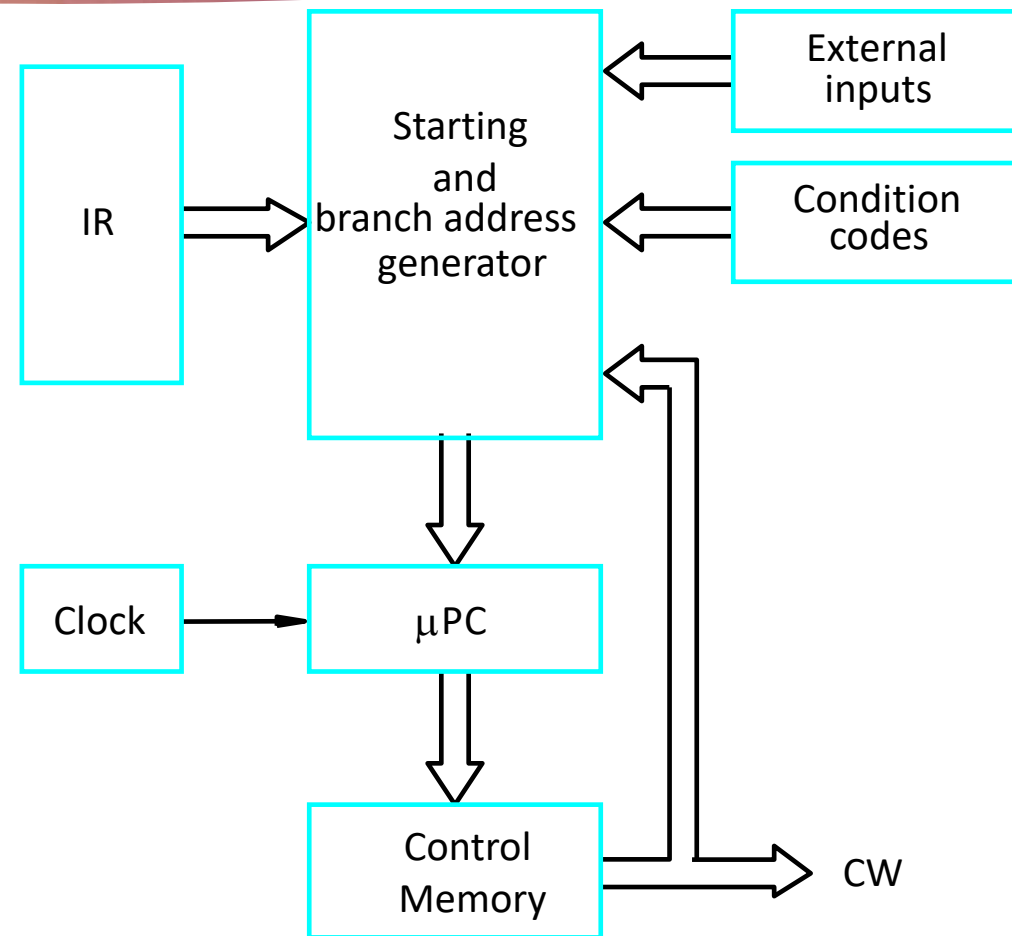 External
inputs
Starting
and
branch address
generator
IR
Condition
codes
Clock
μPC
Control
Memory
CW